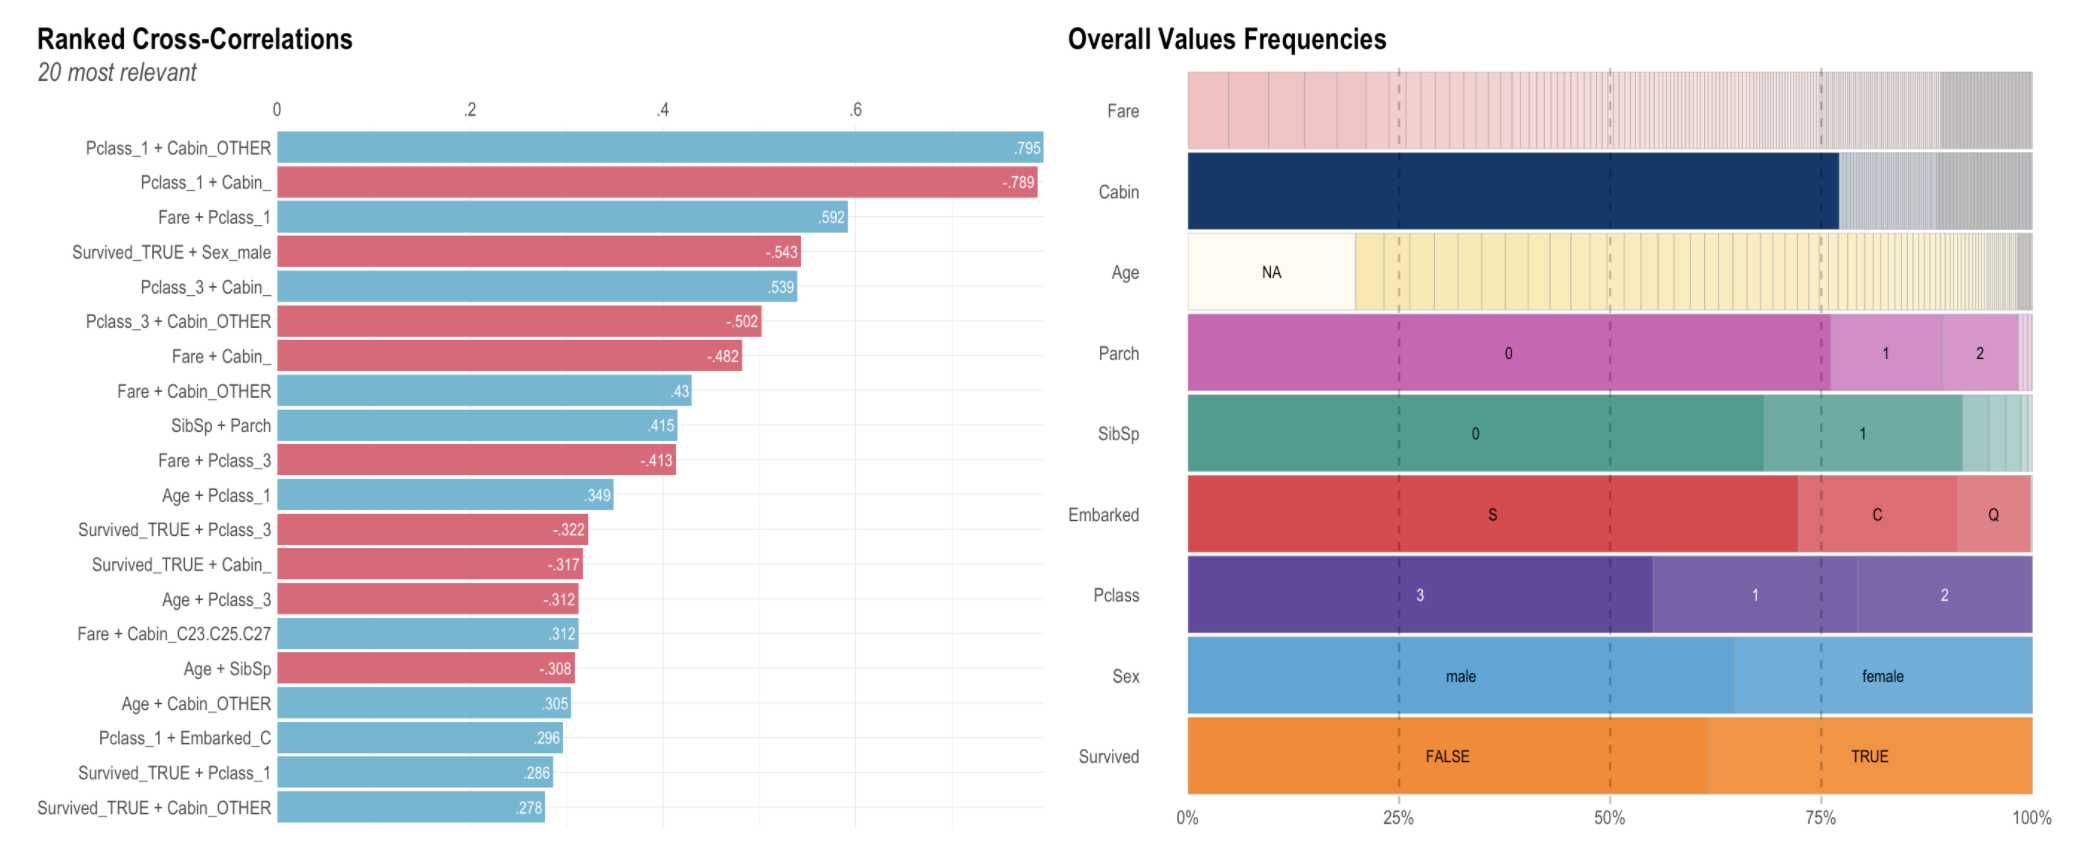 Ranked Cross-Correlations
20 most relevant
0 .2 .4 .6
Pclass_1 + Cabin_OTHER .795
Pclass_1 + Cabin_ -.789
Fare + Pclass_1 .592
Survived_TRUE + Sex_male -.543
Pclass_3 + Cabin_ .539
Pclass_3 + Cabin_OTHER -.502
Fare + Cabin_ -.482
Fare + Cabin_OTHER .43
SibSp + Parch .415
Fare + Pclass_3 -.413
Age + Pclass_1 .349
Survived_TRUE + Pclass_3 -.322
Survived_TRUE + Cabin_ -.317
Age + Pclass_3 -.312
Fare + Cabin_C23.C25.C27 .312
Age + SibSp -.308
Age + Cabin_OTHER .305
Pclass_1 + Embarked_C .296
Survived_TRUE + Pclass_1 .286
Survived_TRUE + Cabin_OTHER .278
Overall Values Frequencies
Fare
Cabin
Age NA
Parch 0 1 2
SibSp 0 1
Embarked S C Q
Pclass 3 1 2
Sex male female
Survived FALSE TRUE
0% 25% 50% 75% 100%